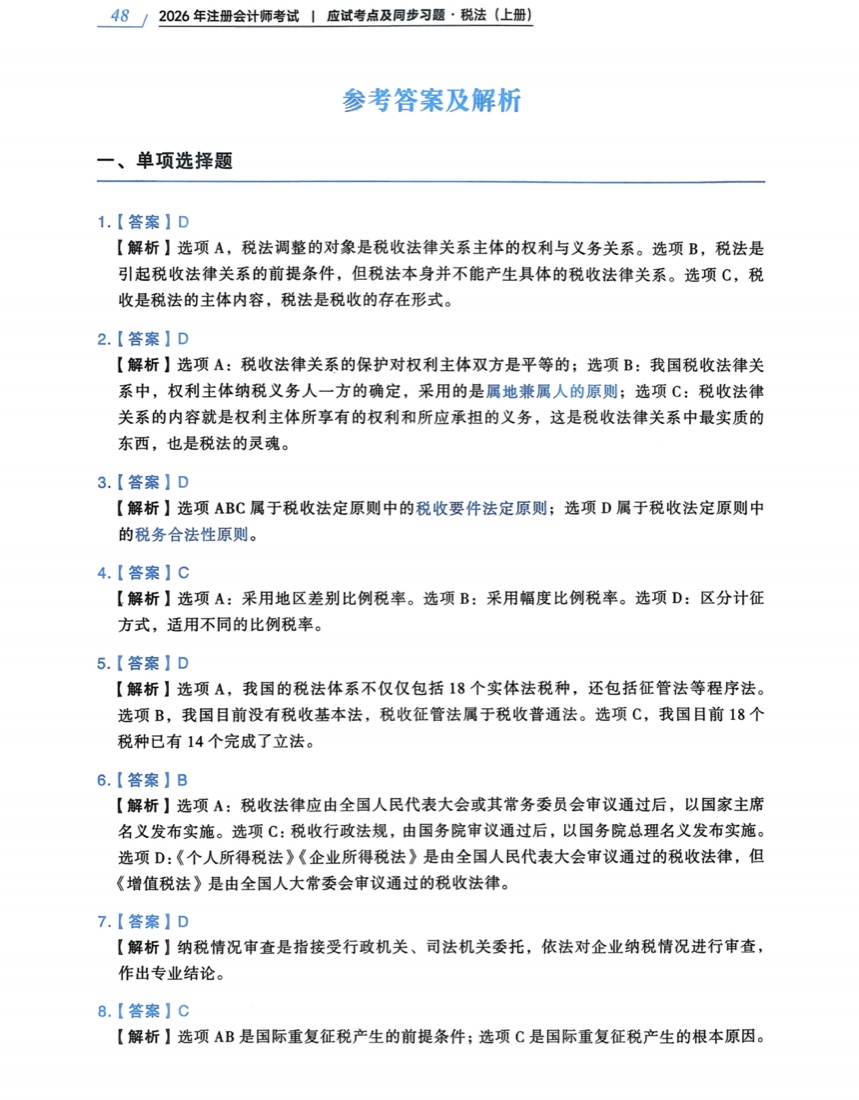 48 / 2026 年注册会计师考试 | 应试考点及同步习题·税法（上册）
参考答案及解析
一、单项选择题
1.【答案】D
【解析】选项 A，税法调整的对象是税收法律关系主体的权利与义务关系。选项 B，税法是
引起税收法律关系的前提条件，但税法本身并不能产生具体的税收法律关系。选项 C，税
收是税法的主体内容，税法是税收的存在形式。
2.【答案】D
【解析】选项 A：税收法律关系的保护对权利主体双方是平等的；选项 B：我国税收法律关
系中，权利主体纳税义务人一方的确定，采用的是属地兼属人的原则；选项 C：税收法律
关系的内容就是权利主体所享有的权利和所应承担的义务，这是税收法律关系中最实质的
东西，也是税法的灵魂。
3.【答案】D
【解析】选项 ABC 属于税收法定原则中的税收要件法定原则；选项 D 属于税收法定原则中
的税务合法性原则。
4.【答案】C
【解析】选项 A：采用地区差别比例税率。选项 B：采用幅度比例税率。选项 D：区分计征
方式，适用不同的比例税率。
5.【答案】D
【解析】选项 A，我国的税法体系不仅仅包括 18 个实体法税种，还包括征管法等程序法。
选项 B，我国目前没有税收基本法，税收征管法属于税收普通法。选项 C，我国目前 18 个
税种已有 14 个完成了立法。
6.【答案】B
【解析】选项 A：税收法律应由全国人民代表大会或其常务委员会审议通过后，以国家主席
名义发布实施。选项 C：税收行政法规，由国务院审议通过后，以国务院总理名义发布实施。
选项 D：《个人所得税法》《企业所得税法》是由全国人民代表大会审议通过的税收法律，但
《增值税法》是由全国人大常委会审议通过的税收法律。
7.【答案】D
【解析】纳税情况审查是指接受行政机关、司法机关委托，依法对企业纳税情况进行审查，
作出专业结论。
8.【答案】C
【解析】选项 AB 是国际重复征税产生的前提条件；选项 C 是国际重复征税产生的根本原因。